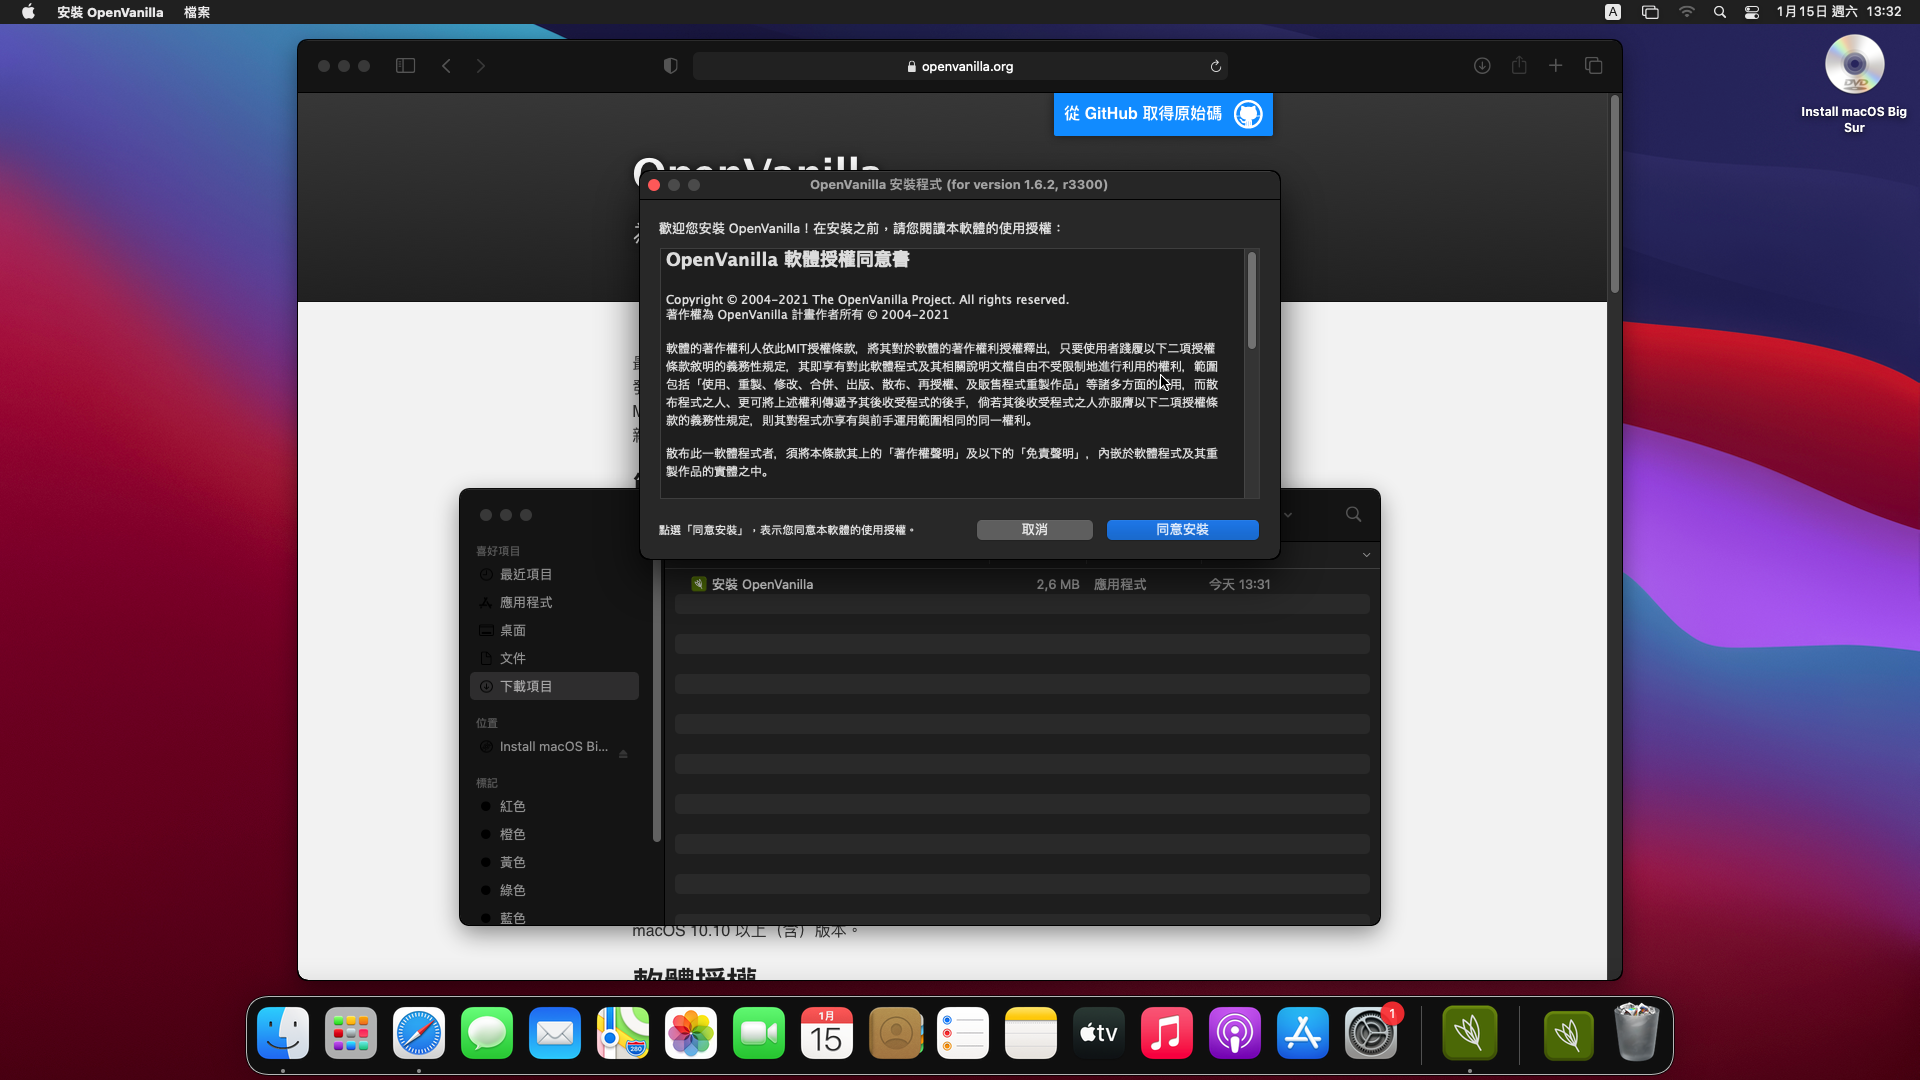 安裝 OpenVanilla 檔案
A 1月15日 週六 13:32
openvanilla.org
Install macOS Big
Sur
從 GitHub 取得原始碼
OpenVanilla
OpenVanilla 安裝程式 (for version 1.6.2, r3300)
歡迎您安裝 OpenVanilla！在安裝之前，請您閱讀本軟體的使用授權：
OpenVanilla 軟體授權同意書
Copyright © 2004-2021 The OpenVanilla Project. All rights reserved.
著作權為 OpenVanilla 計畫作者所有 © 2004-2021
軟體的著作權利人依此MIT授權條款，將其對於軟體的著作權利授權釋出，只要使用者踐履以下二項授權
條款敘明的義務性規定，其即享有對此軟體程式及其相關說明文檔自由不受限制地進行利用的權利，範圍
包括「使用、重製、修改、合併、出版、散布、再授權、及販售程式重製作品」等諸多方面的應用，而散
布程式之人、更可將上述權利傳遞予其後收受程式的後手，倘若其後收受程式之人亦服膺以下二項授權條
款的義務性規定，則其對程式亦享有與前手運用範圍相同的同一權利。
散布此一軟體程式者，須將本條款其上的「著作權聲明」及以下的「免責聲明」，內嵌於軟體程式及其重
製作品的實體之中。
點選「同意安裝」，表示您同意本軟體的使用授權。
取消
同意安裝
喜好項目
最近項目
應用程式
桌面
文件
下載項目
位置
Install macOS Bi...
標記
紅色
橙色
黃色
綠色
藍色
安裝 OpenVanilla 2,6 MB 應用程式 今天 13:31
macOS 10.10 以上（含）版本。
軟體授權
1月
15
280
tv
1